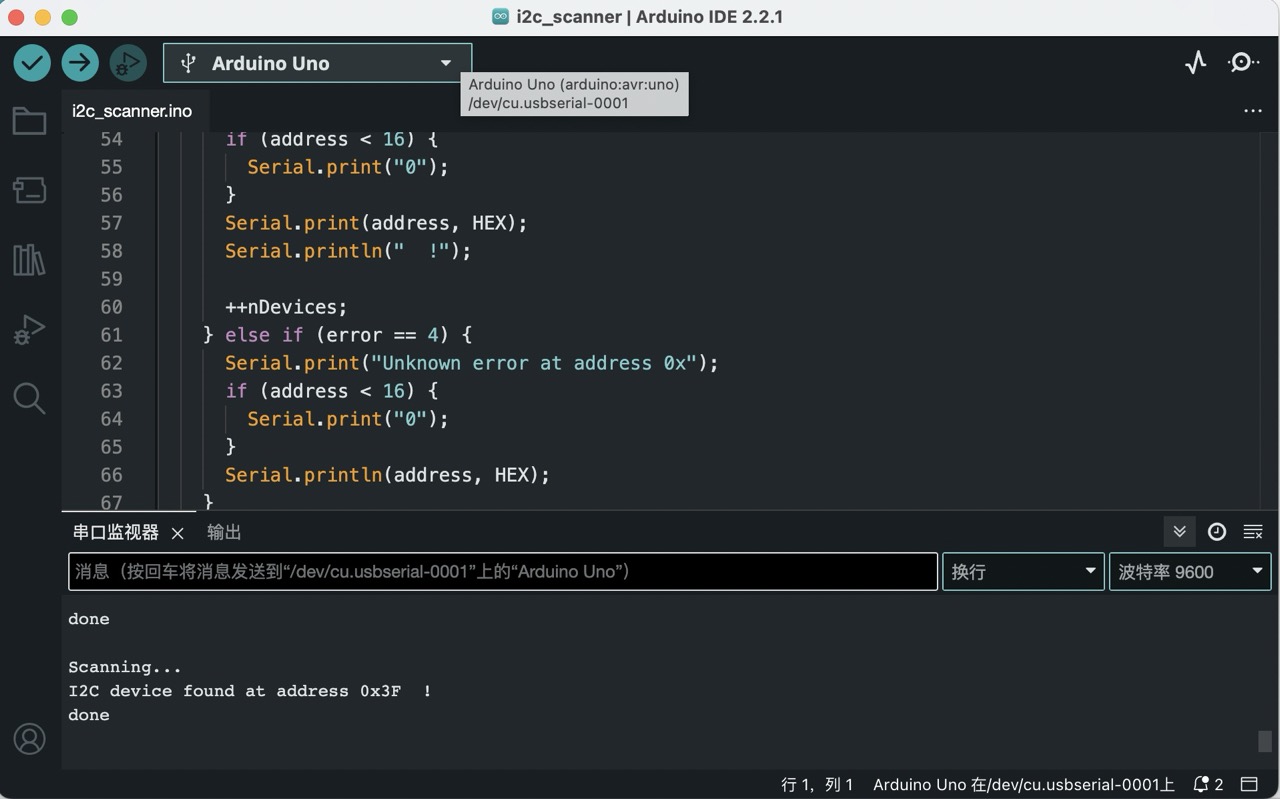 i2c_scanner | Arduino IDE 2.2.1
Arduino Uno
Arduino Uno (arduino:avr:uno)
/dev/cu.usbserial-0001
i2c_scanner.ino
54 if (address < 16) {
55 Serial.print("0");
56 }
57 Serial.print(address, HEX);
58 Serial.println("  !");
59
60 ++nDevices;
61 } else if (error == 4) {
62 Serial.print("Unknown error at address 0x");
63 if (address < 16) {
64 Serial.print("0");
65 }
66 Serial.println(address, HEX);
67 }
串口监视器 输出
消息（按回车将消息发送到“/dev/cu.usbserial-0001”上的“Arduino Uno”） 换行 波特率 9600
done
Scanning...
I2C device found at address 0x3F  !
done
行 1，列 1 Arduino Uno 在/dev/cu.usbserial-0001上 2